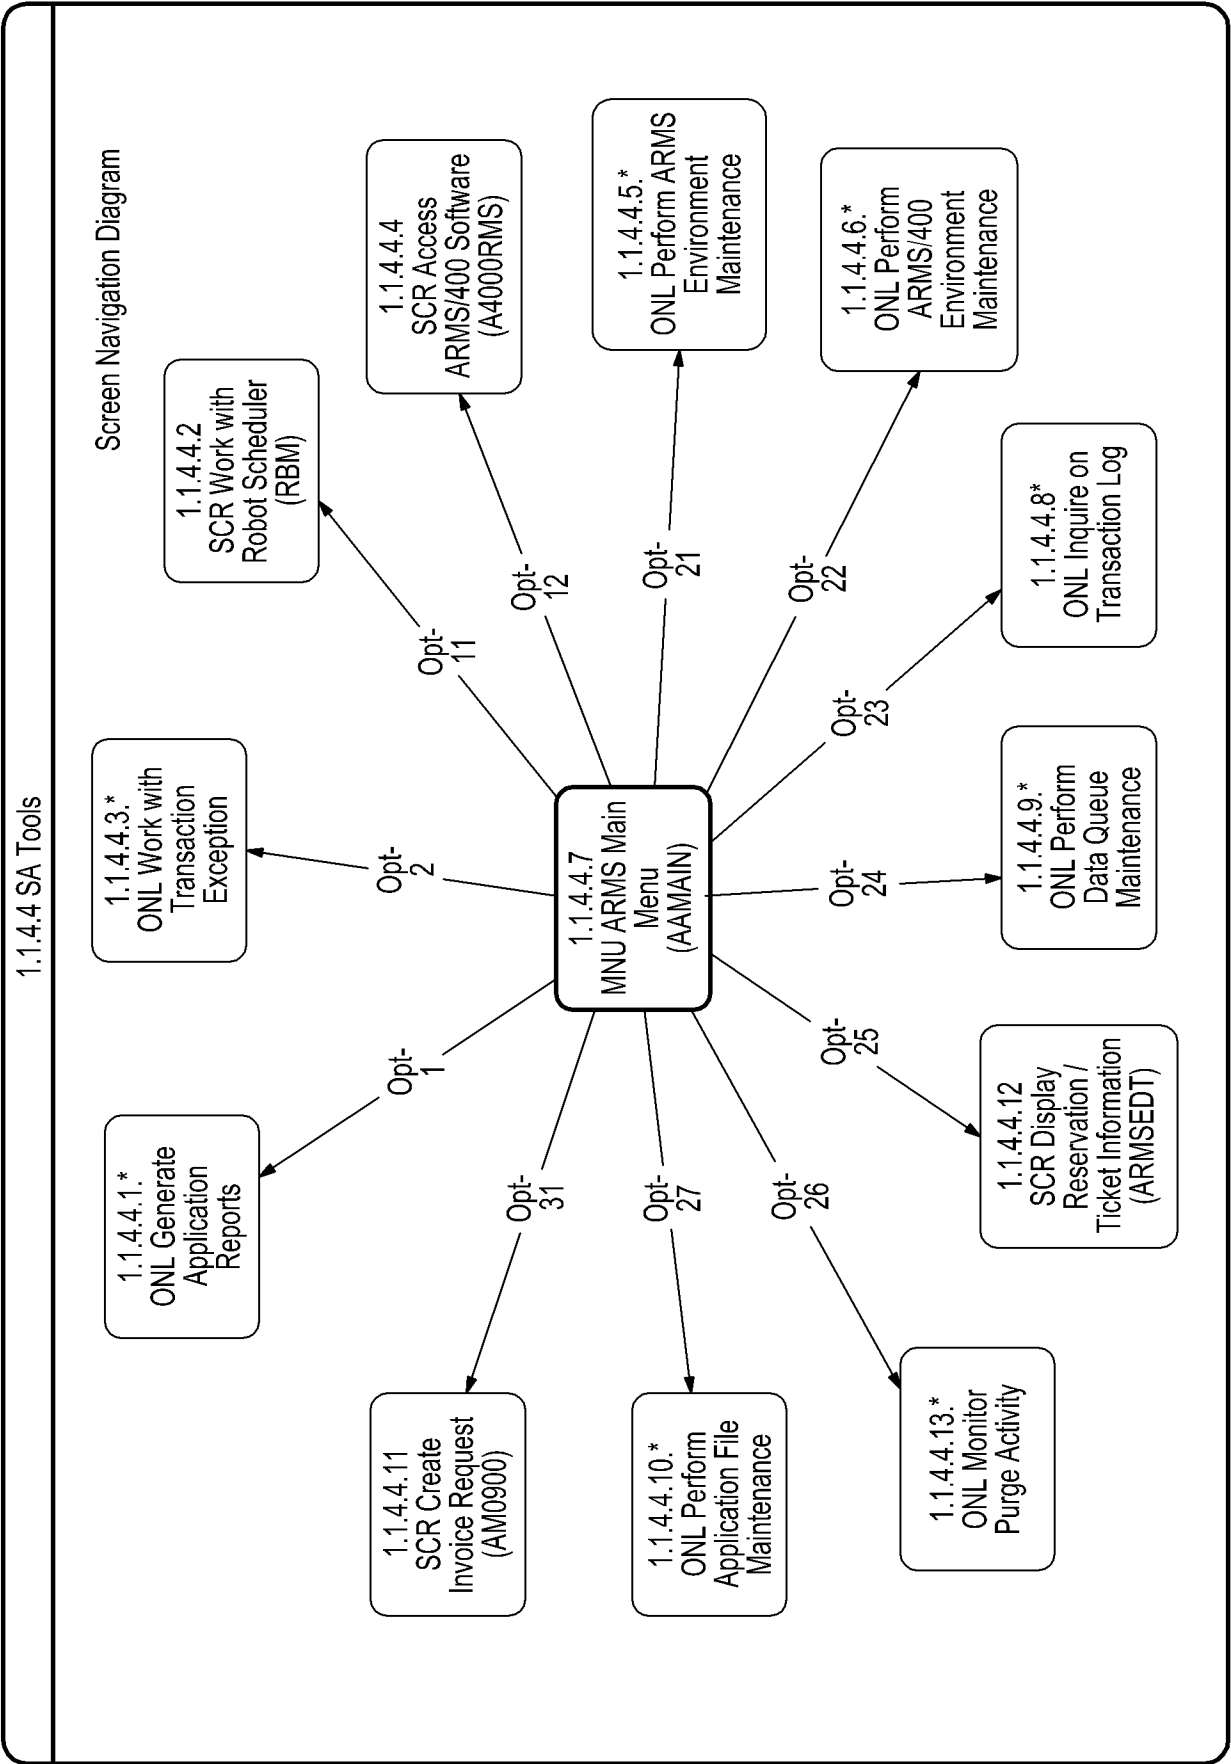 1.1.4.4 SA Tools
Screen Navigation Diagram
1.1.4.4.1.*
ONL Generate
Application
Reports
1.1.4.4.3.*
ONL Work with
Transaction
Exception
1.1.4.4.2
SCR Work with
Robot Scheduler
(RBM)
1.1.4.4.4
SCR Access
ARMS/400 Software
(A4000RMS)
1.1.4.4.5.*
ONL Perform ARMS
Environment
Maintenance
1.1.4.4.6.*
ONL Perform
ARMS/400
Environment
Maintenance
1.1.4.4.8*
ONL Inquire on
Transaction Log
1.1.4.4.9.*
ONL Perform
Data Queue
Maintenance
1.1.4.4.12
SCR Display
Reservation /
Ticket Information
(ARMSEDT)
1.1.4.4.13.*
ONL Monitor
Purge Activity
1.1.4.4.10.*
ONL Perform
Application File
Maintenance
1.1.4.4.11
SCR Create
Invoice Request
(AM0900)
1.1.4.4.7
MNU ARMS Main
Menu
(AAMAIN)
Opt-
1
Opt-
2
Opt-
11
Opt-
12
Opt-
21
Opt-
22
Opt-
23
Opt-
24
Opt-
25
Opt-
26
Opt-
27
Opt-
31